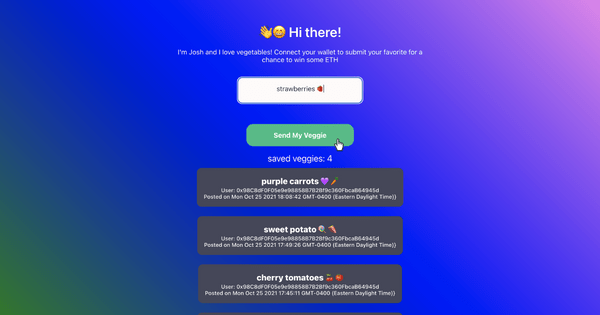 👋😄 Hi there!
I'm Josh and I love vegetables! Connect your wallet to submit your favorite for a
chance to win some ETH
strawberries 🍓
Send My Veggie
saved veggies: 4
purple carrots 💜 🥕
User: 0x98C8dF0F05e9e9885887B2Bf9c360FbcaB64945d
Posted on Mon Oct 25 2021 18:08:42 GMT-0400 (Eastern Daylight Time)}
sweet potato 🍭 🍠
User: 0x98C8dF0F05e9e9885887B2Bf9c360FbcaB64945d
Posted on Mon Oct 25 2021 17:49:26 GMT-0400 (Eastern Daylight Time)}
cherry tomatoes 🍒 🍅
User: 0x98C8dF0F05e9e9885887B2Bf9c360FbcaB64945d
Posted on Mon Oct 25 2021 17:45:11 GMT-0400 (Eastern Daylight Time)}